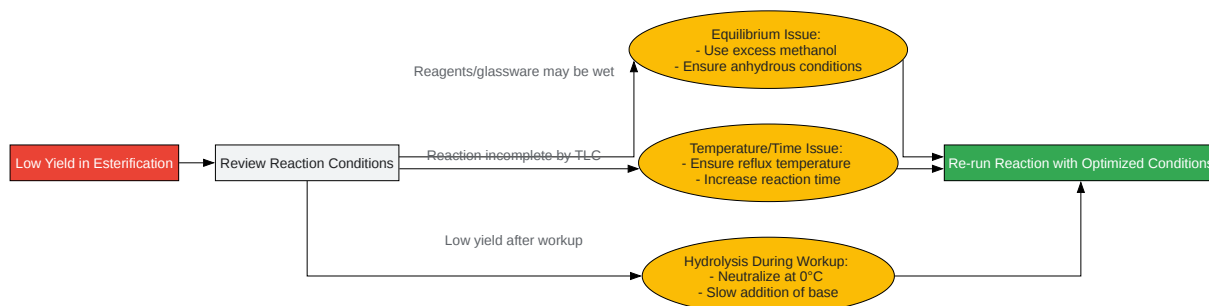 Equilibrium Issue:
- Use excess methanol
- Ensure anhydrous conditions
Reagents/glassware may be wet
Low Yield in Esterification
Review Reaction Conditions
Reaction incomplete by TLC
Temperature/Time Issue:
- Ensure reflux temperature
- Increase reaction time
Re-run Reaction with Optimized Conditions
Low yield after workup
Hydrolysis During Workup:
- Neutralize at 0°C
- Slow addition of base